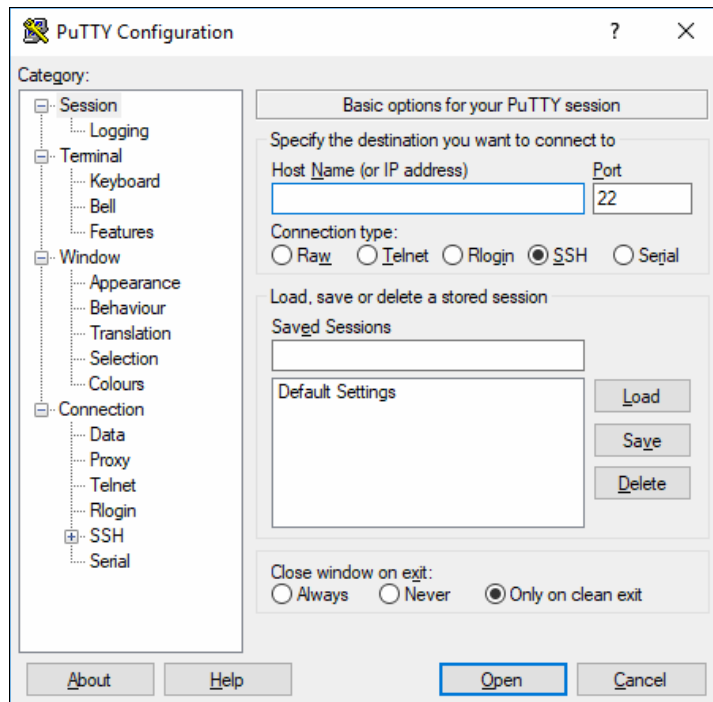 PuTTY Configuration
?
Category:
Session
Logging
Terminal
Keyboard
Bell
Features
Window
Appearance
Behaviour
Translation
Selection
Colours
Connection
Data
Proxy
Telnet
Rlogin
SSH
Serial
Basic options for your PuTTY session
Specify the destination you want to connect to
Host Name (or IP address) Port
22
Connection type:
Raw Telnet Rlogin SSH Serial
Load, save or delete a stored session
Saved Sessions
Default Settings
Load
Save
Delete
Close window on exit:
Always Never Only on clean exit
About Help Open Cancel